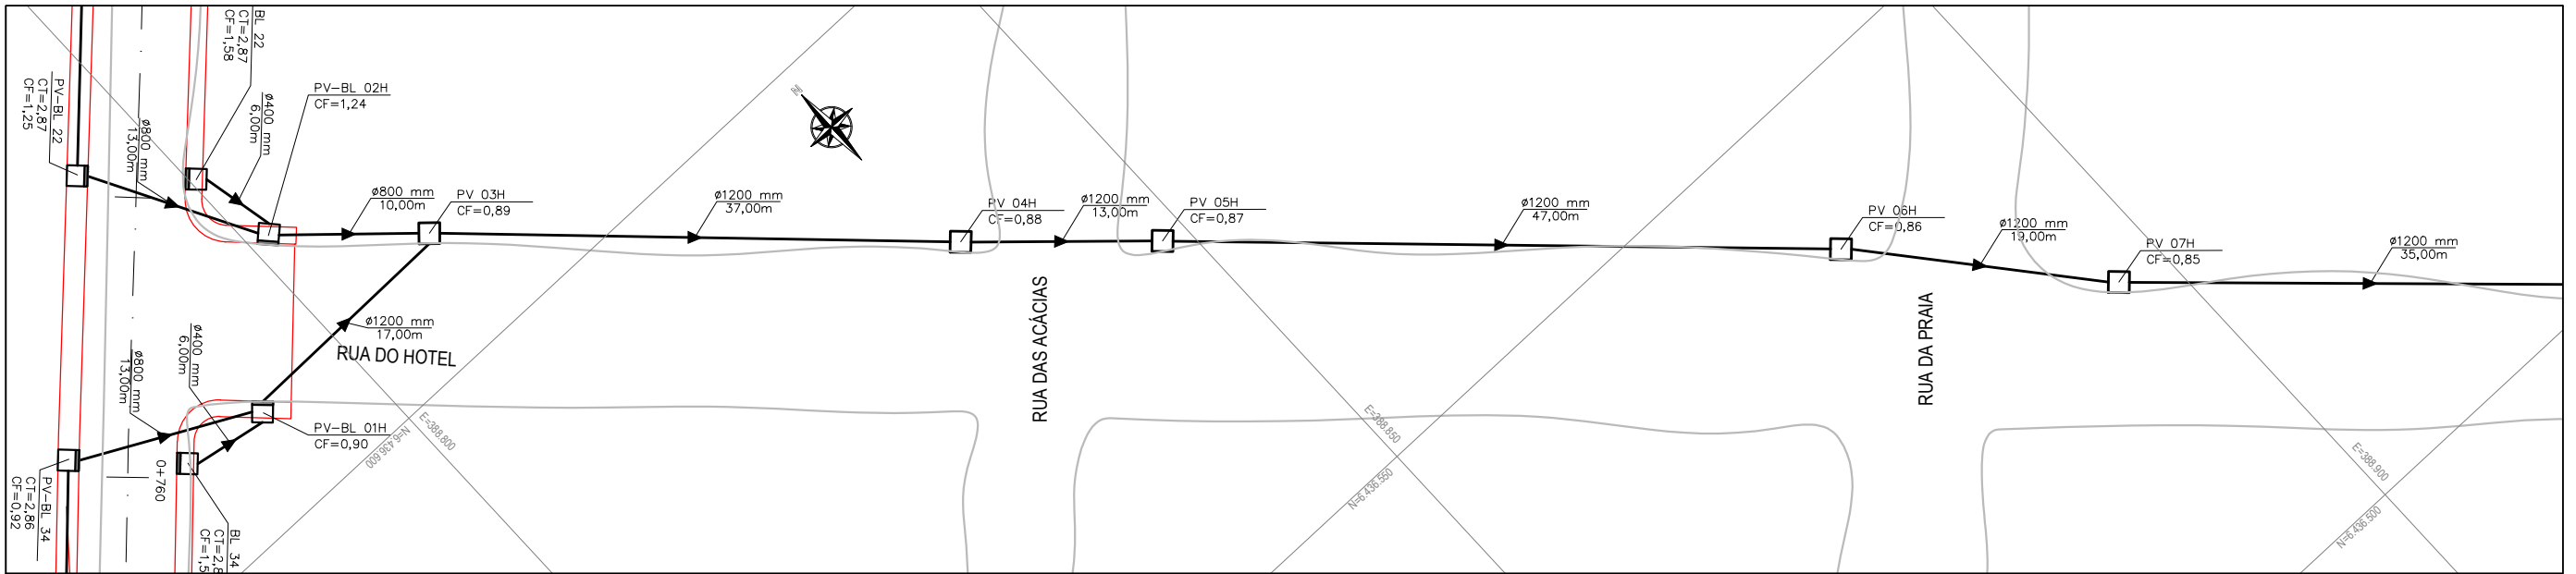 BL 22
CT=2,87
CF=1,58
PV-BL 22
CT=2,87
CF=1,25
ø800 mm
13,00m
ø400 mm
6,00m
PV-BL 02H
CF=1,24
N
ø800 mm
10,00m
PV 03H
CF=0,89
ø1200 mm
37,00m
PV 04H
CF=0,88
ø1200 mm
13,00m
PV 05H
CF=0,87
ø1200 mm
47,00m
PV 06H
CF=0,86
ø1200 mm
19,00m
PV 07H
CF=0,85
ø1200 mm
35,00m
ø1200 mm
17,00m
RUA DO HOTEL
RUA DAS ACÁCIAS
RUA DA PRAIA
ø800 mm
13,00m
ø400 mm
6,00m
PV-BL 01H
CF=0,90
E=388.800
N=6.436.600
E=388.850
N=6.436.550
E=388.900
N=6.436.500
0+760
PV-BL 34
CT=2,86
CF=0,92
BL 34
CT=2,8
CF=1,5